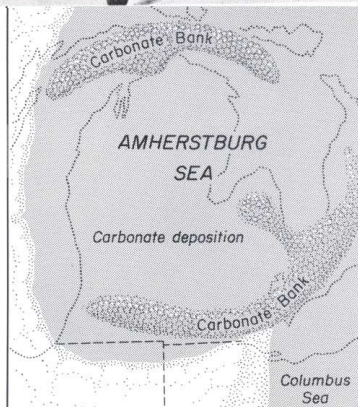 Carbonate Bank
AMHERSTBURG
SEA
Carbonate deposition
Carbonate Bank
Columbus
Sea